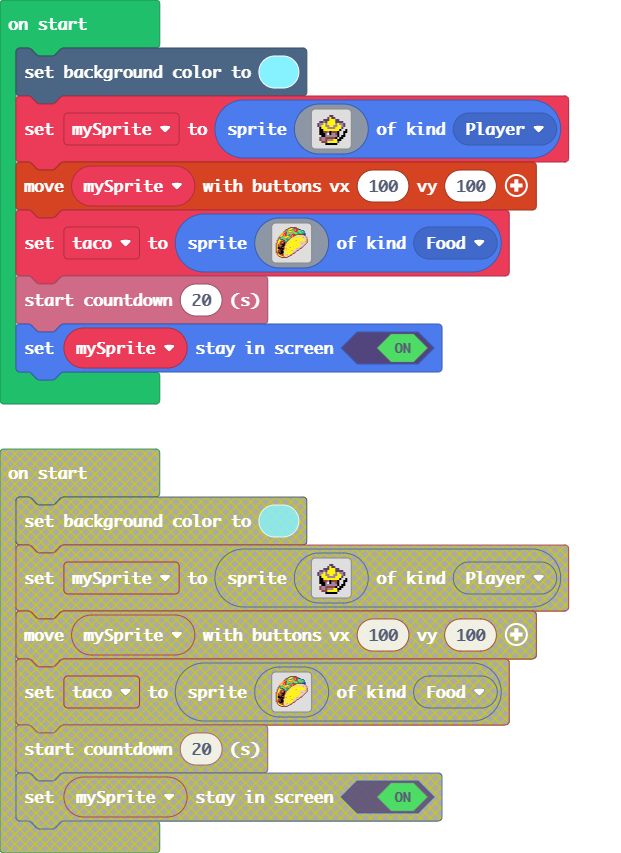 on start
set background color to
set mySprite to sprite of kind Player
move mySprite with buttons vx 100 vy 100
set taco to sprite of kind Food
start countdown 20 (s)
set mySprite stay in screen ON
on start
set background color to
set mySprite to sprite of kind Player
move mySprite with buttons vx 100 vy 100
set taco to sprite of kind Food
start countdown 20 (s)
set mySprite stay in screen ON